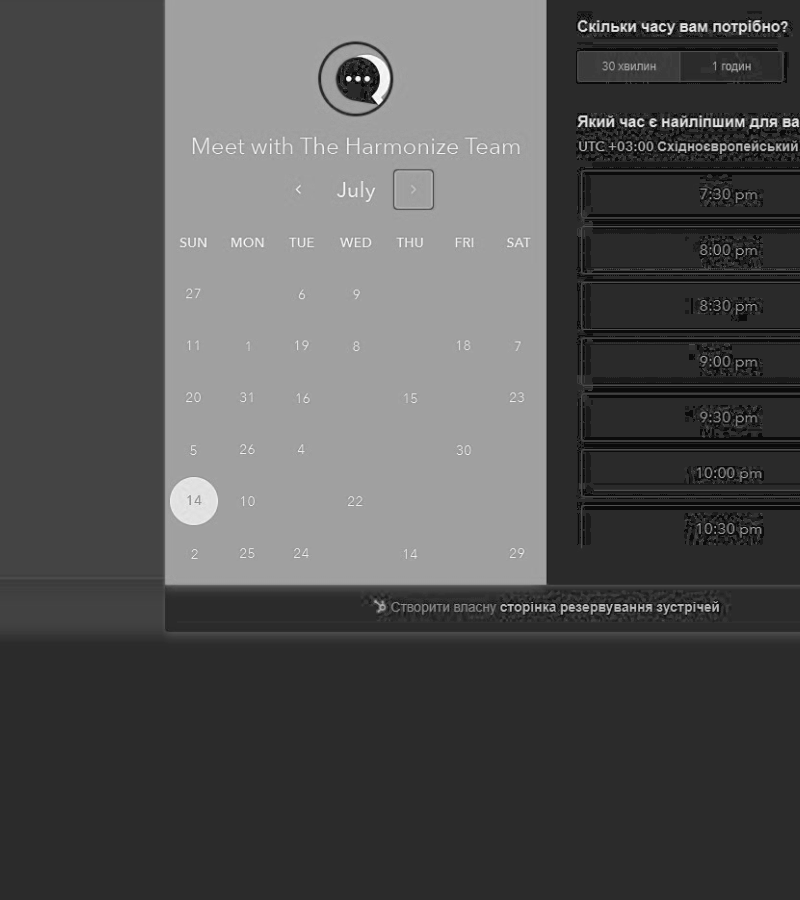 Meet with The Harmonize Team
July
SUN MON TUE WED THU FRI SAT
27 6 9
11 1 19 8 18 7
20 31 16 15 23
5 26 4 30
14 10 22
2 25 24 14 29
Скільки часу вам потрібно?
30 хвилин 1 годин
Який час є найліпшим для ва
UTC +03:00 Східноєвропейський
7:30 pm
8:00 pm
8:30 pm
9:00 pm
9:30 pm
10:00 pm
10:30 pm
Створити власну сторінка резервування зустрічей